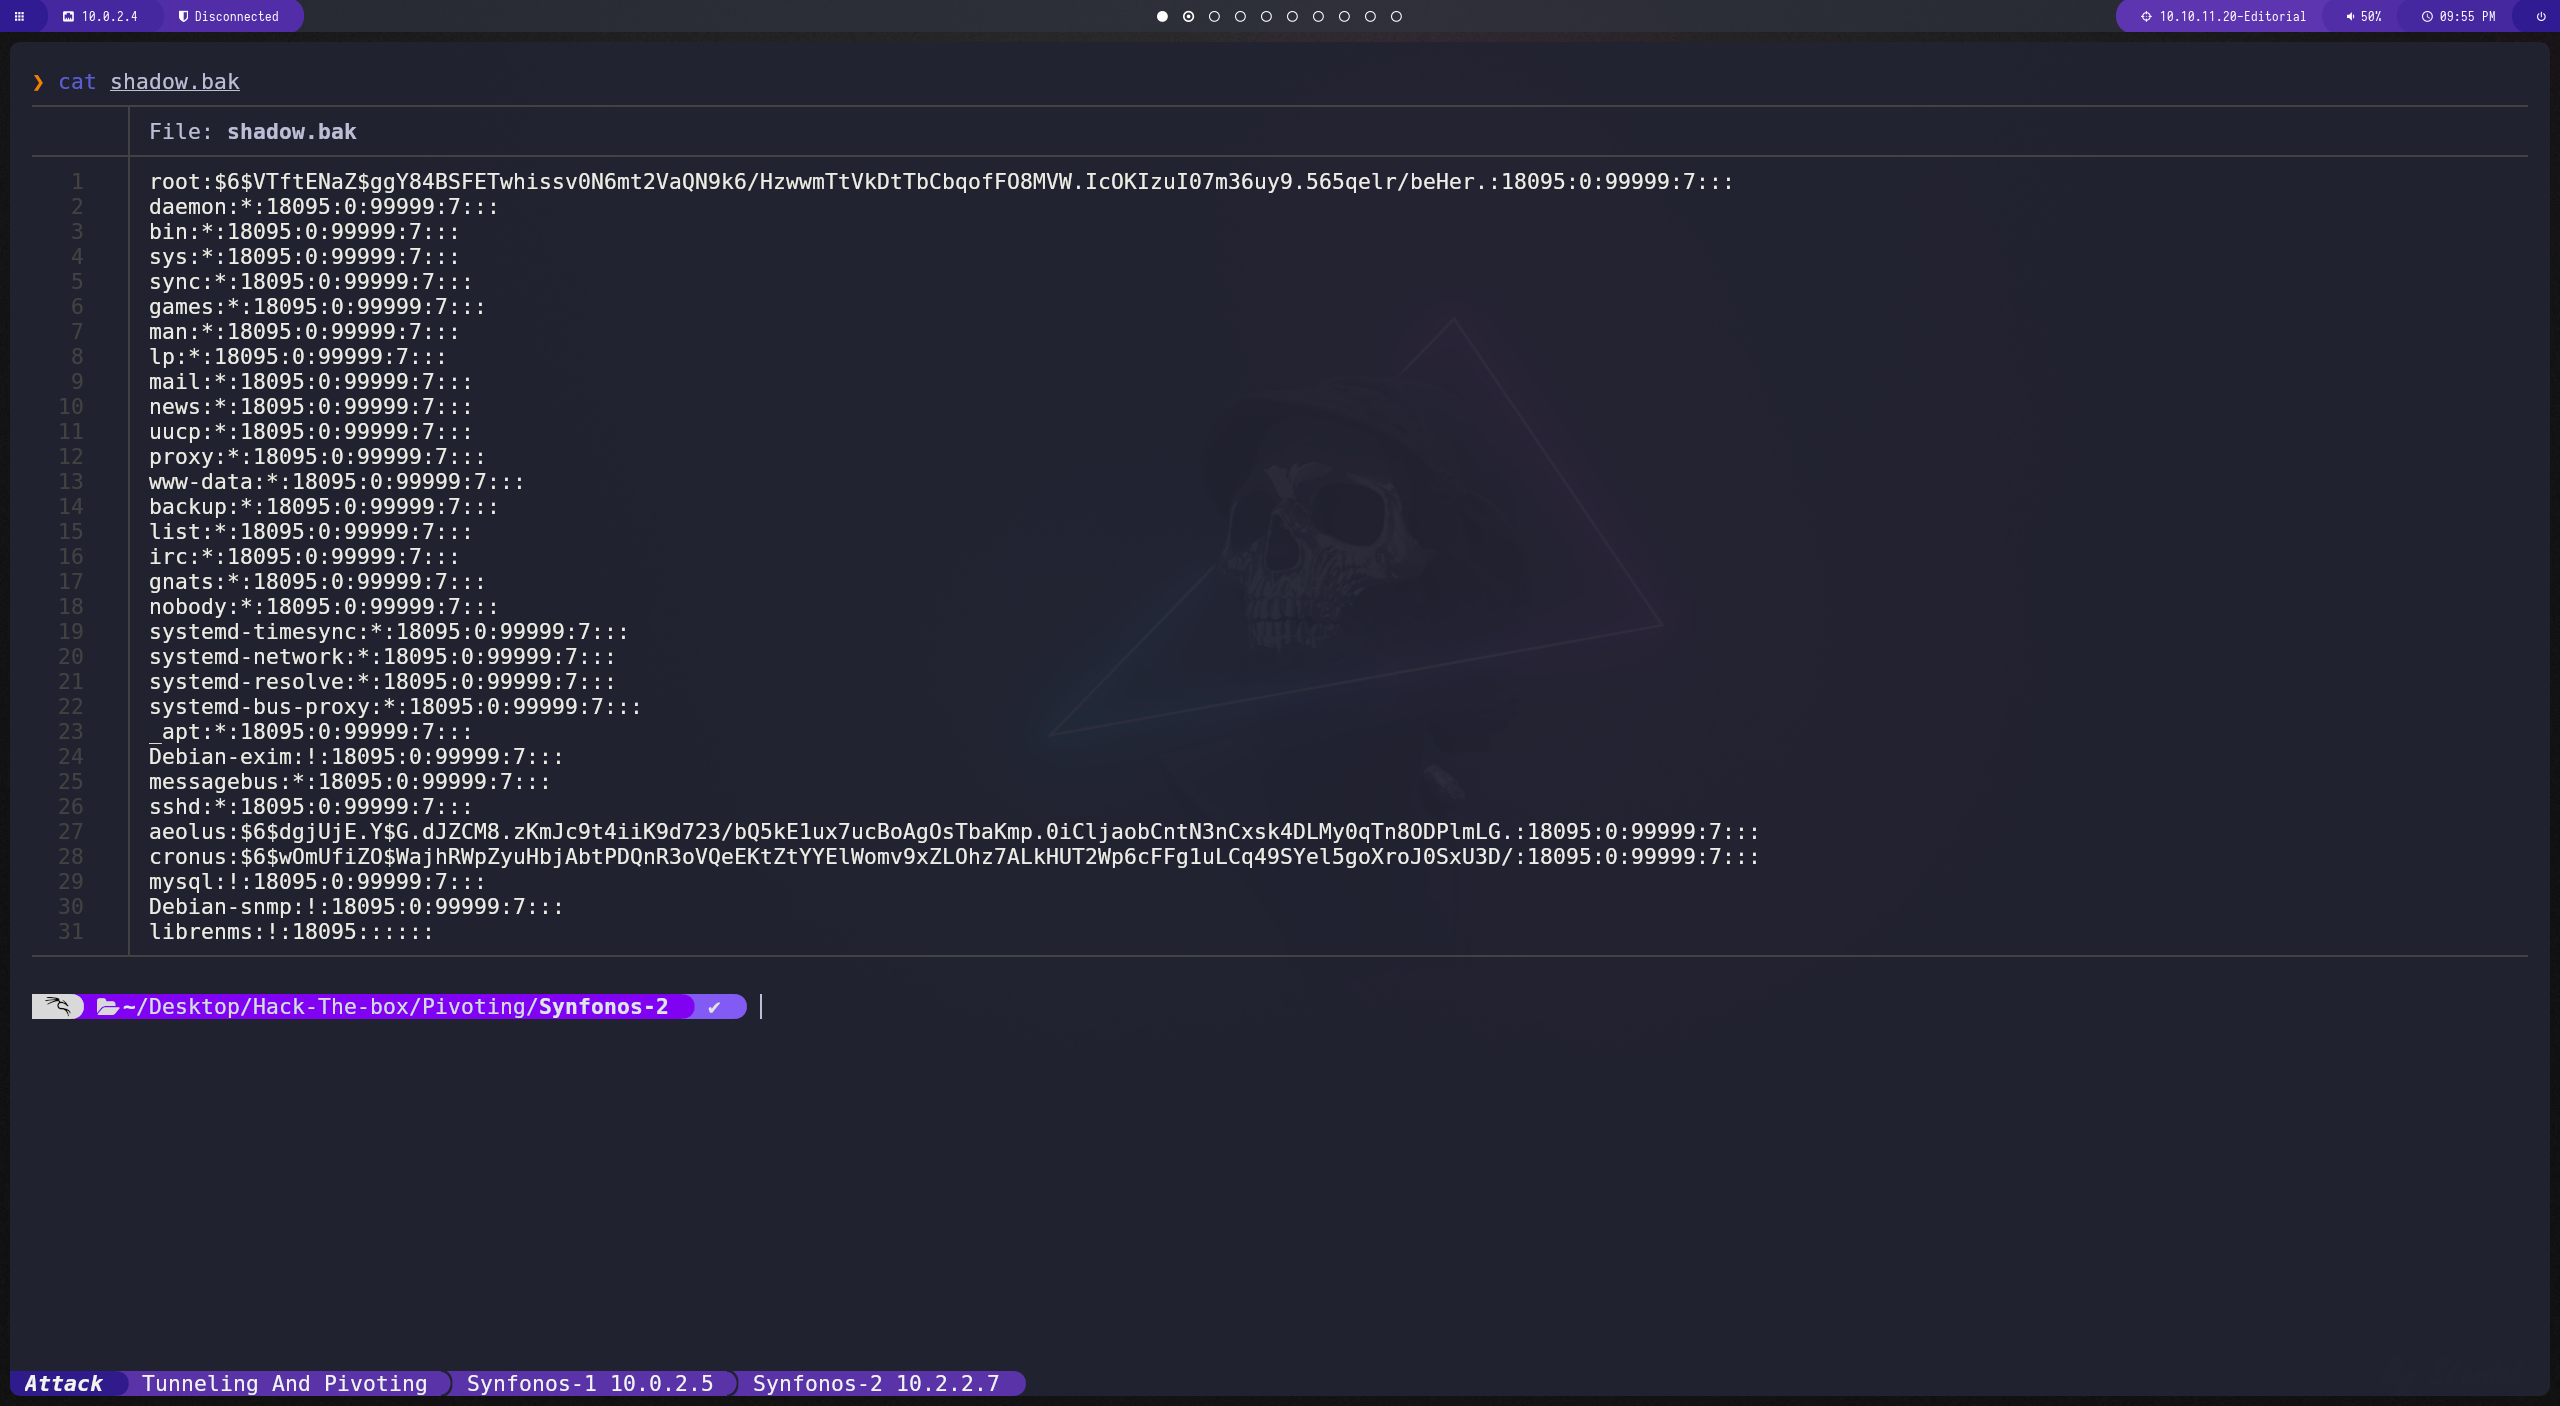 10.0.2.4 Disconnected 10.10.11.20-Editorial 50% 09:55 PM
❯ cat shadow.bak
File: shadow.bak
1 root:$6$VTftENaZ$ggY84BSFETwhissv0N6mt2VaQN9k6/HzwwmTtVkDtTbCbqofFO8MVW.IcOKIzuI07m36uy9.565qelr/beHer.:18095:0:99999:7:::
2 daemon:*:18095:0:99999:7:::
3 bin:*:18095:0:99999:7:::
4 sys:*:18095:0:99999:7:::
5 sync:*:18095:0:99999:7:::
6 games:*:18095:0:99999:7:::
7 man:*:18095:0:99999:7:::
8 lp:*:18095:0:99999:7:::
9 mail:*:18095:0:99999:7:::
10 news:*:18095:0:99999:7:::
11 uucp:*:18095:0:99999:7:::
12 proxy:*:18095:0:99999:7:::
13 www-data:*:18095:0:99999:7:::
14 backup:*:18095:0:99999:7:::
15 list:*:18095:0:99999:7:::
16 irc:*:18095:0:99999:7:::
17 gnats:*:18095:0:99999:7:::
18 nobody:*:18095:0:99999:7:::
19 systemd-timesync:*:18095:0:99999:7:::
20 systemd-network:*:18095:0:99999:7:::
21 systemd-resolve:*:18095:0:99999:7:::
22 systemd-bus-proxy:*:18095:0:99999:7:::
23 _apt:*:18095:0:99999:7:::
24 Debian-exim:!:18095:0:99999:7:::
25 messagebus:*:18095:0:99999:7:::
26 sshd:*:18095:0:99999:7:::
27 aeolus:$6$dgjUjE.Y$G.dJZCM8.zKmJc9t4iiK9d723/bQ5kE1ux7ucBoAgOsTbaKmp.0iCljaobCntN3nCxsk4DLMy0qTn8ODPlmLG.:18095:0:99999:7:::
28 cronus:$6$wOmUfiZO$WajhRWpZyuHbjAbtPDQnR3oVQeEKtZtYYElWomv9xZLOhz7ALkHUT2Wp6cFFg1uLCq49SYel5goXroJ0SxU3D/:18095:0:99999:7:::
29 mysql:!:18095:0:99999:7:::
30 Debian-snmp:!:18095:0:99999:7:::
31 librenms:!:18095::::::
~/Desktop/Hack-The-box/Pivoting/Synfonos-2 ✔
Attack Tunneling And Pivoting Synfonos-1 10.0.2.5 Synfonos-2 10.2.2.7